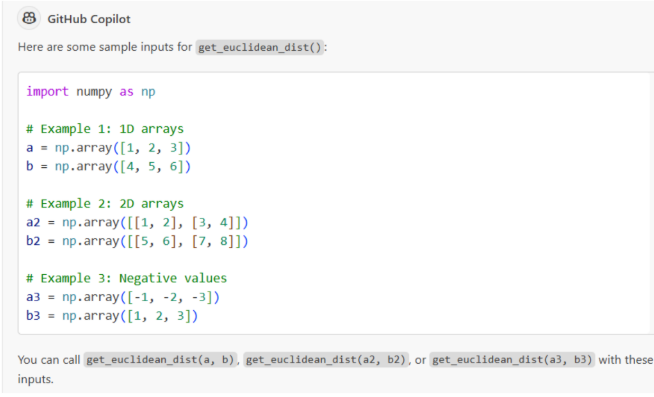 GitHub Copilot
Here are some sample inputs for get_euclidean_dist():
import numpy as np
# Example 1: 1D arrays
a = np.array([1, 2, 3])
b = np.array([4, 5, 6])
# Example 2: 2D arrays
a2 = np.array([[1, 2], [3, 4]])
b2 = np.array([[5, 6], [7, 8]])
# Example 3: Negative values
a3 = np.array([-1, -2, -3])
b3 = np.array([1, 2, 3])
You can call get_euclidean_dist(a, b), get_euclidean_dist(a2, b2), or get_euclidean_dist(a3, b3) with these
inputs.